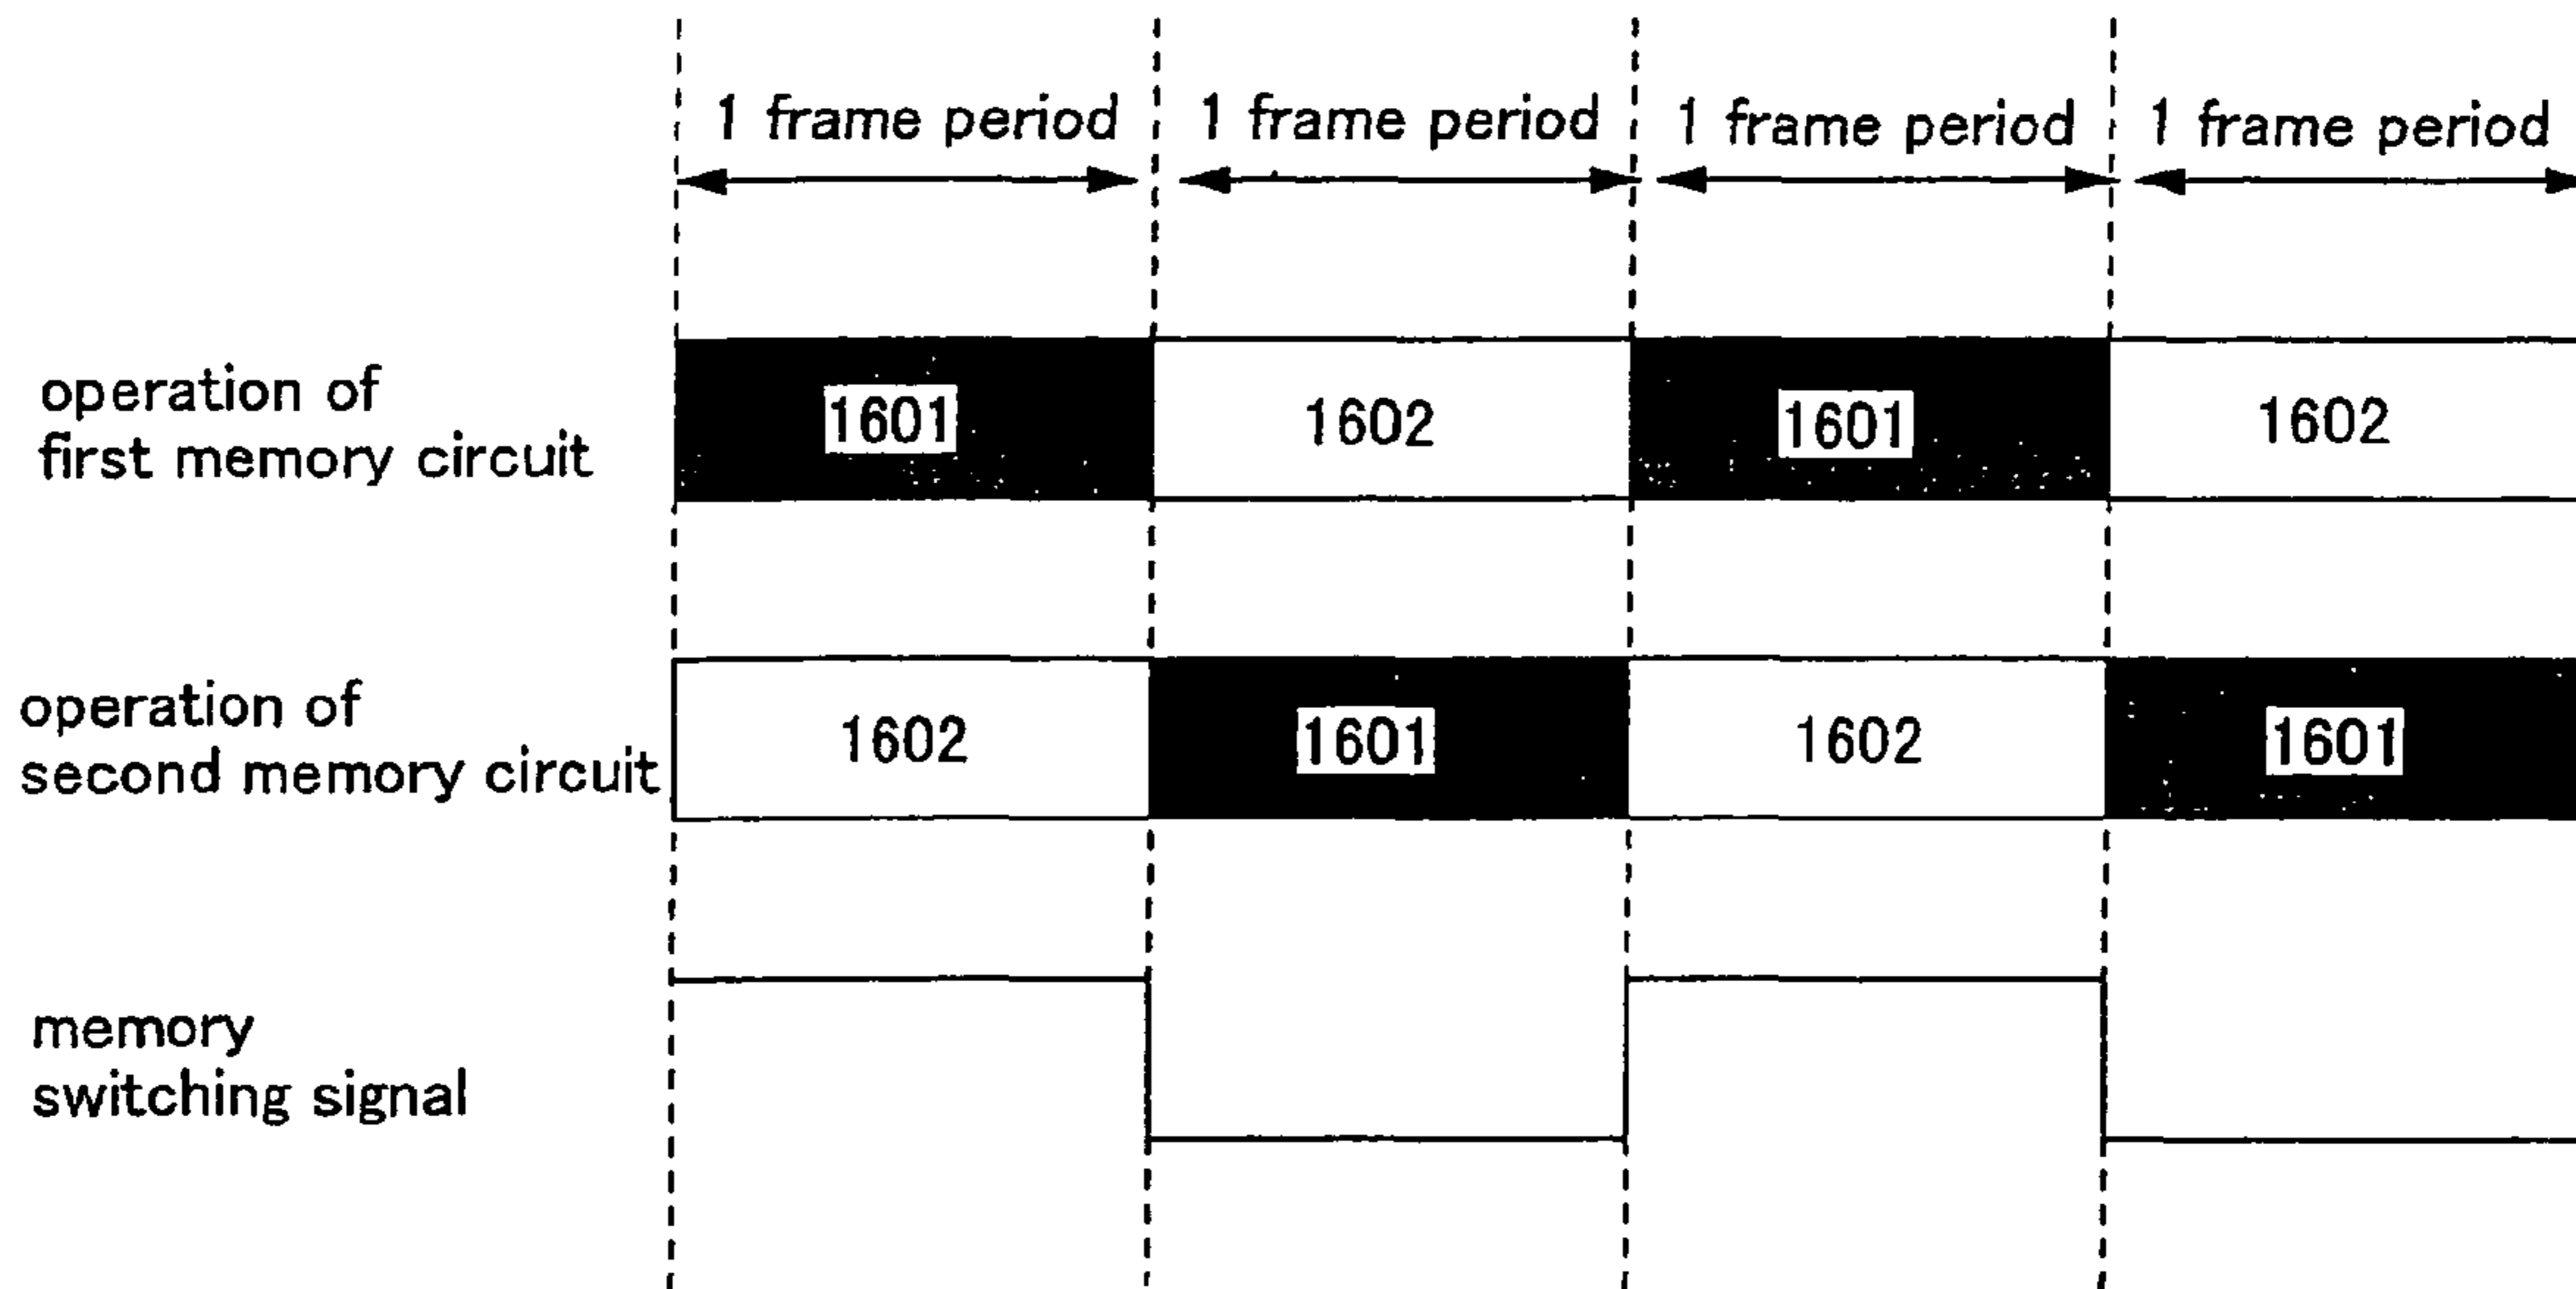 1 frame period 1 frame period 1 frame period 1 frame period
operation of
first memory circuit
1601 1602 1601 1602
operation of
second memory circuit
1602 1601 1602 1601
memory
switching signal